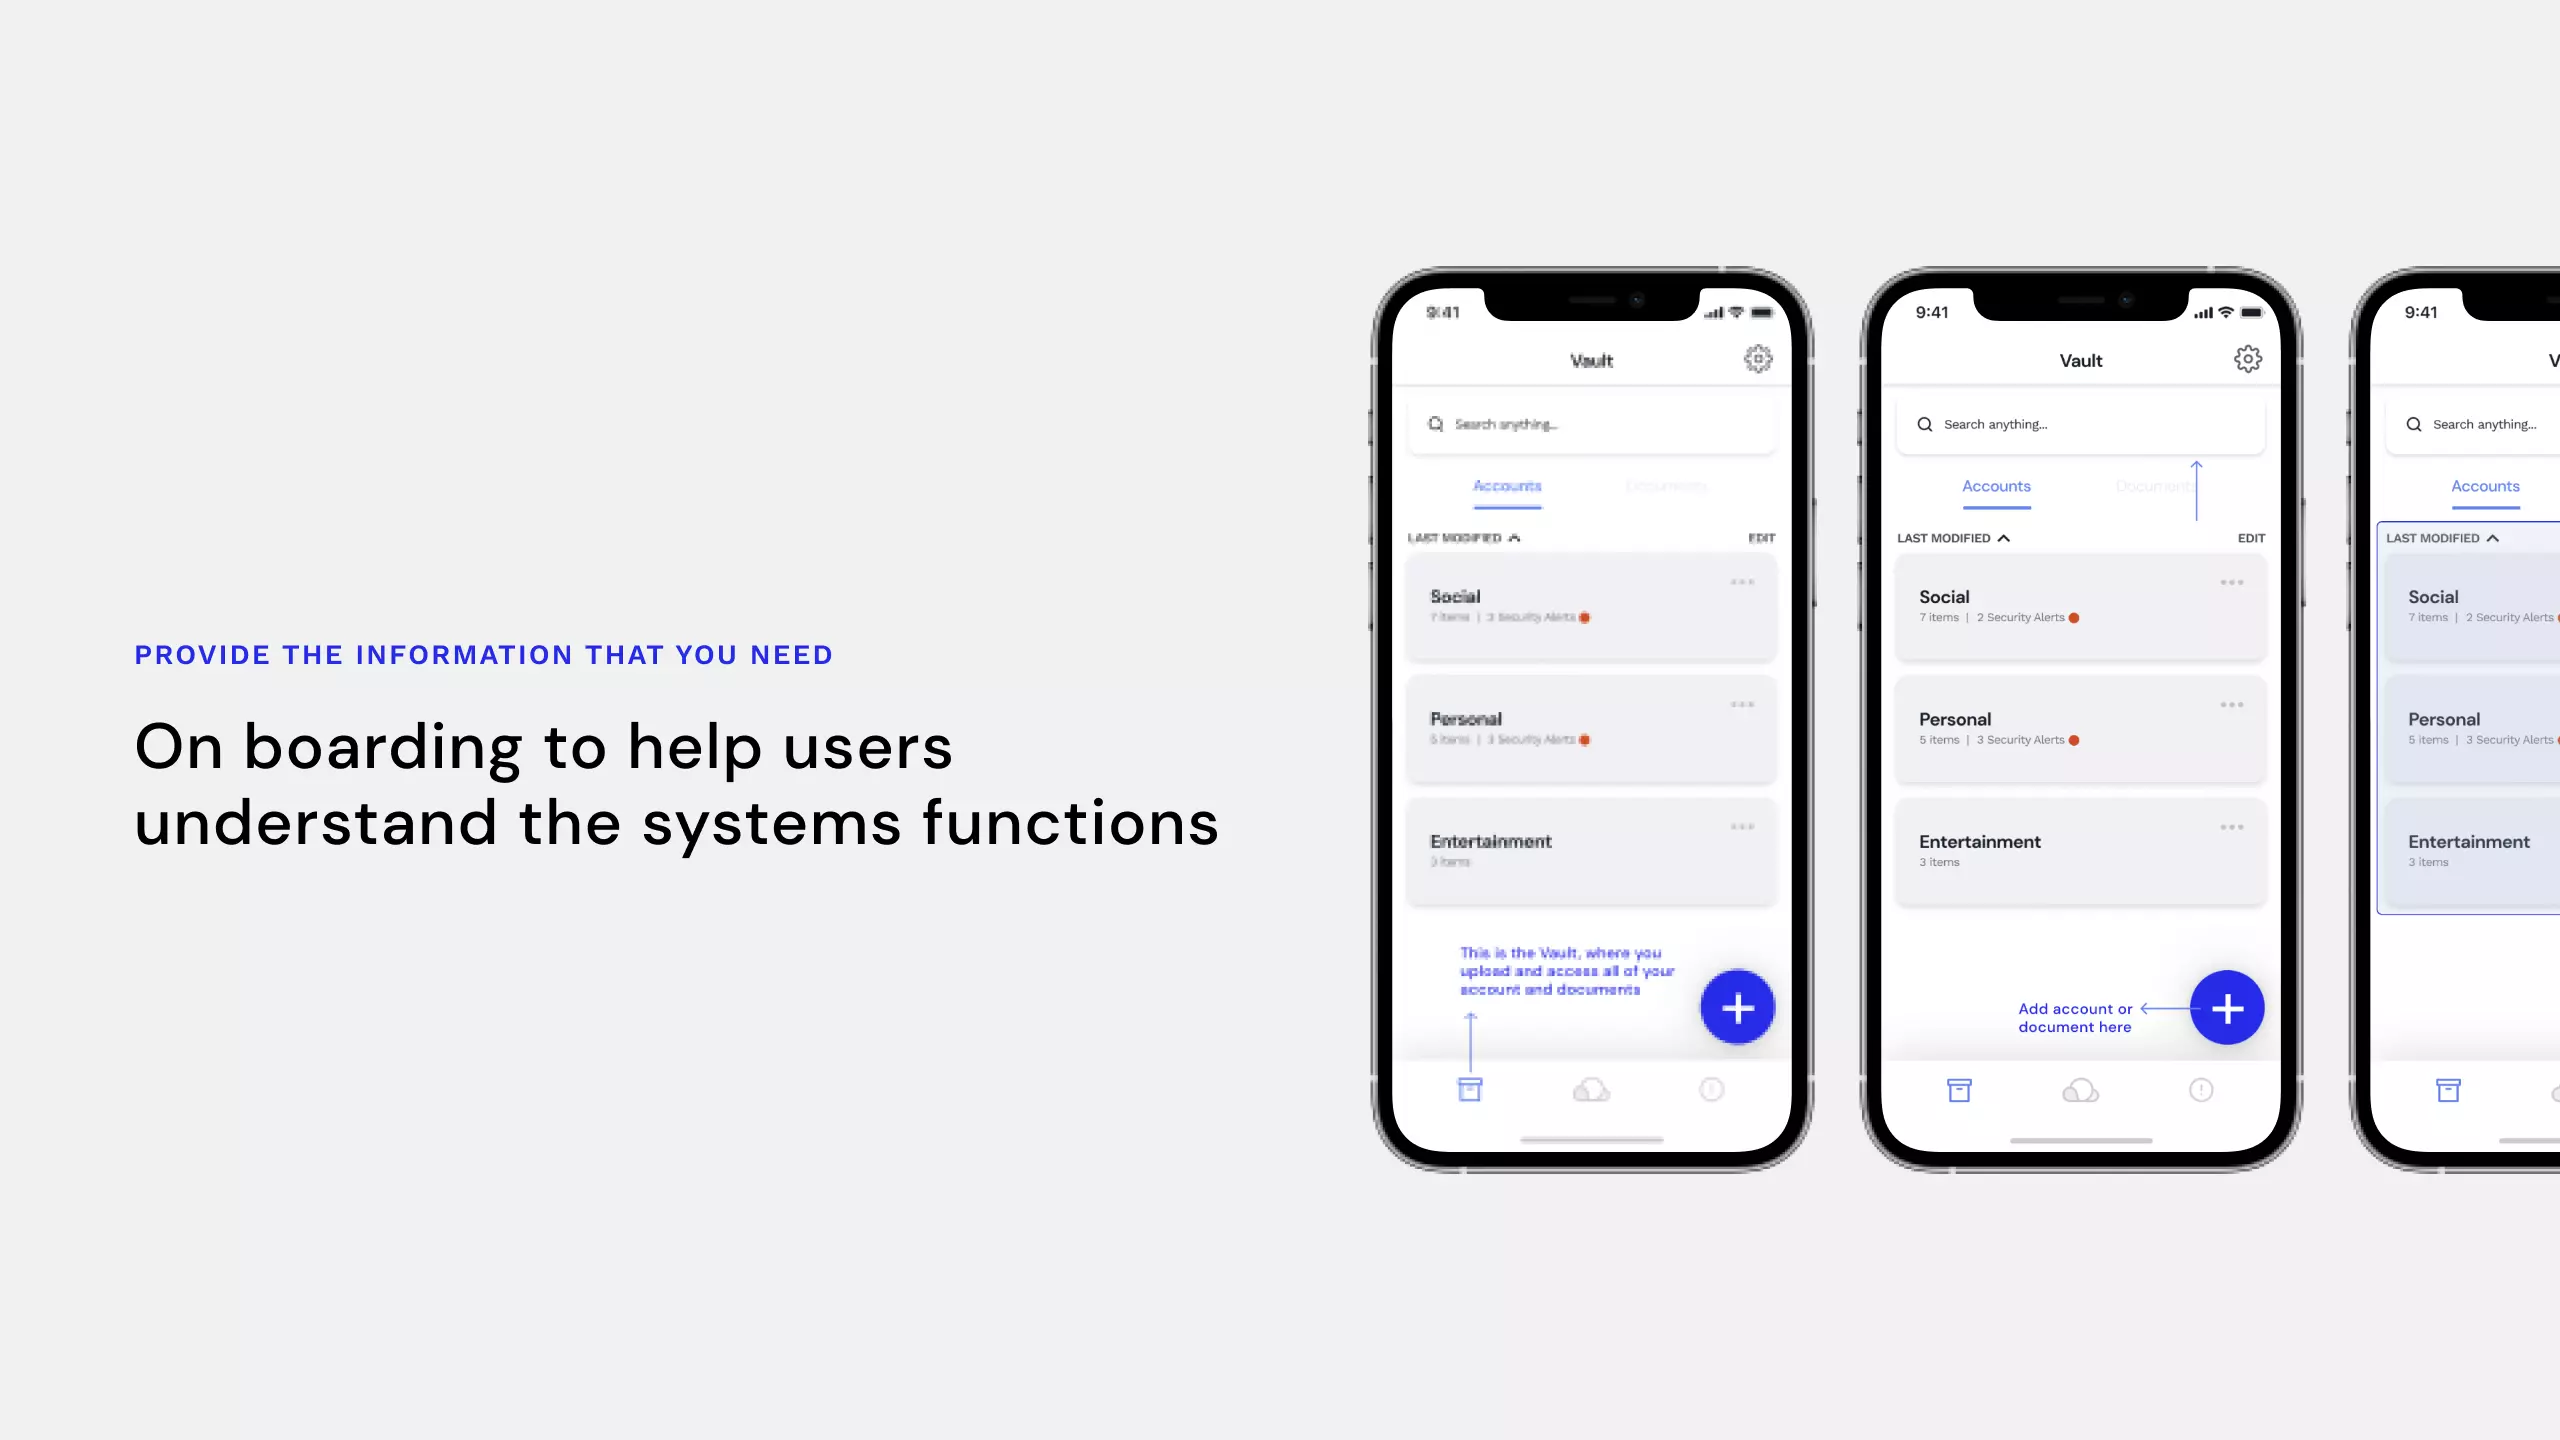 PROVIDE THE INFORMATION THAT YOU NEED
On boarding to help users
understand the systems functions
9:41
Vault
Search anything...
Accounts
Documents
LAST MODIFIED
EDIT
Social
7 items | 2 Security Alerts
Personal
5 items | 3 Security Alerts
Entertainment
3 items
This is the Vault, where you
upload and access all of your
account and documents
9:41
Vault
Search anything...
Accounts
Documents
LAST MODIFIED
EDIT
Social
7 items | 2 Security Alerts
Personal
5 items | 3 Security Alerts
Entertainment
3 items
Add account or
document here
9:41
V
Search anything...
Accounts
LAST MODIFIED
Social
7 items | 2 Security Alerts
Personal
5 items | 3 Security Alerts
Entertainment
3 items